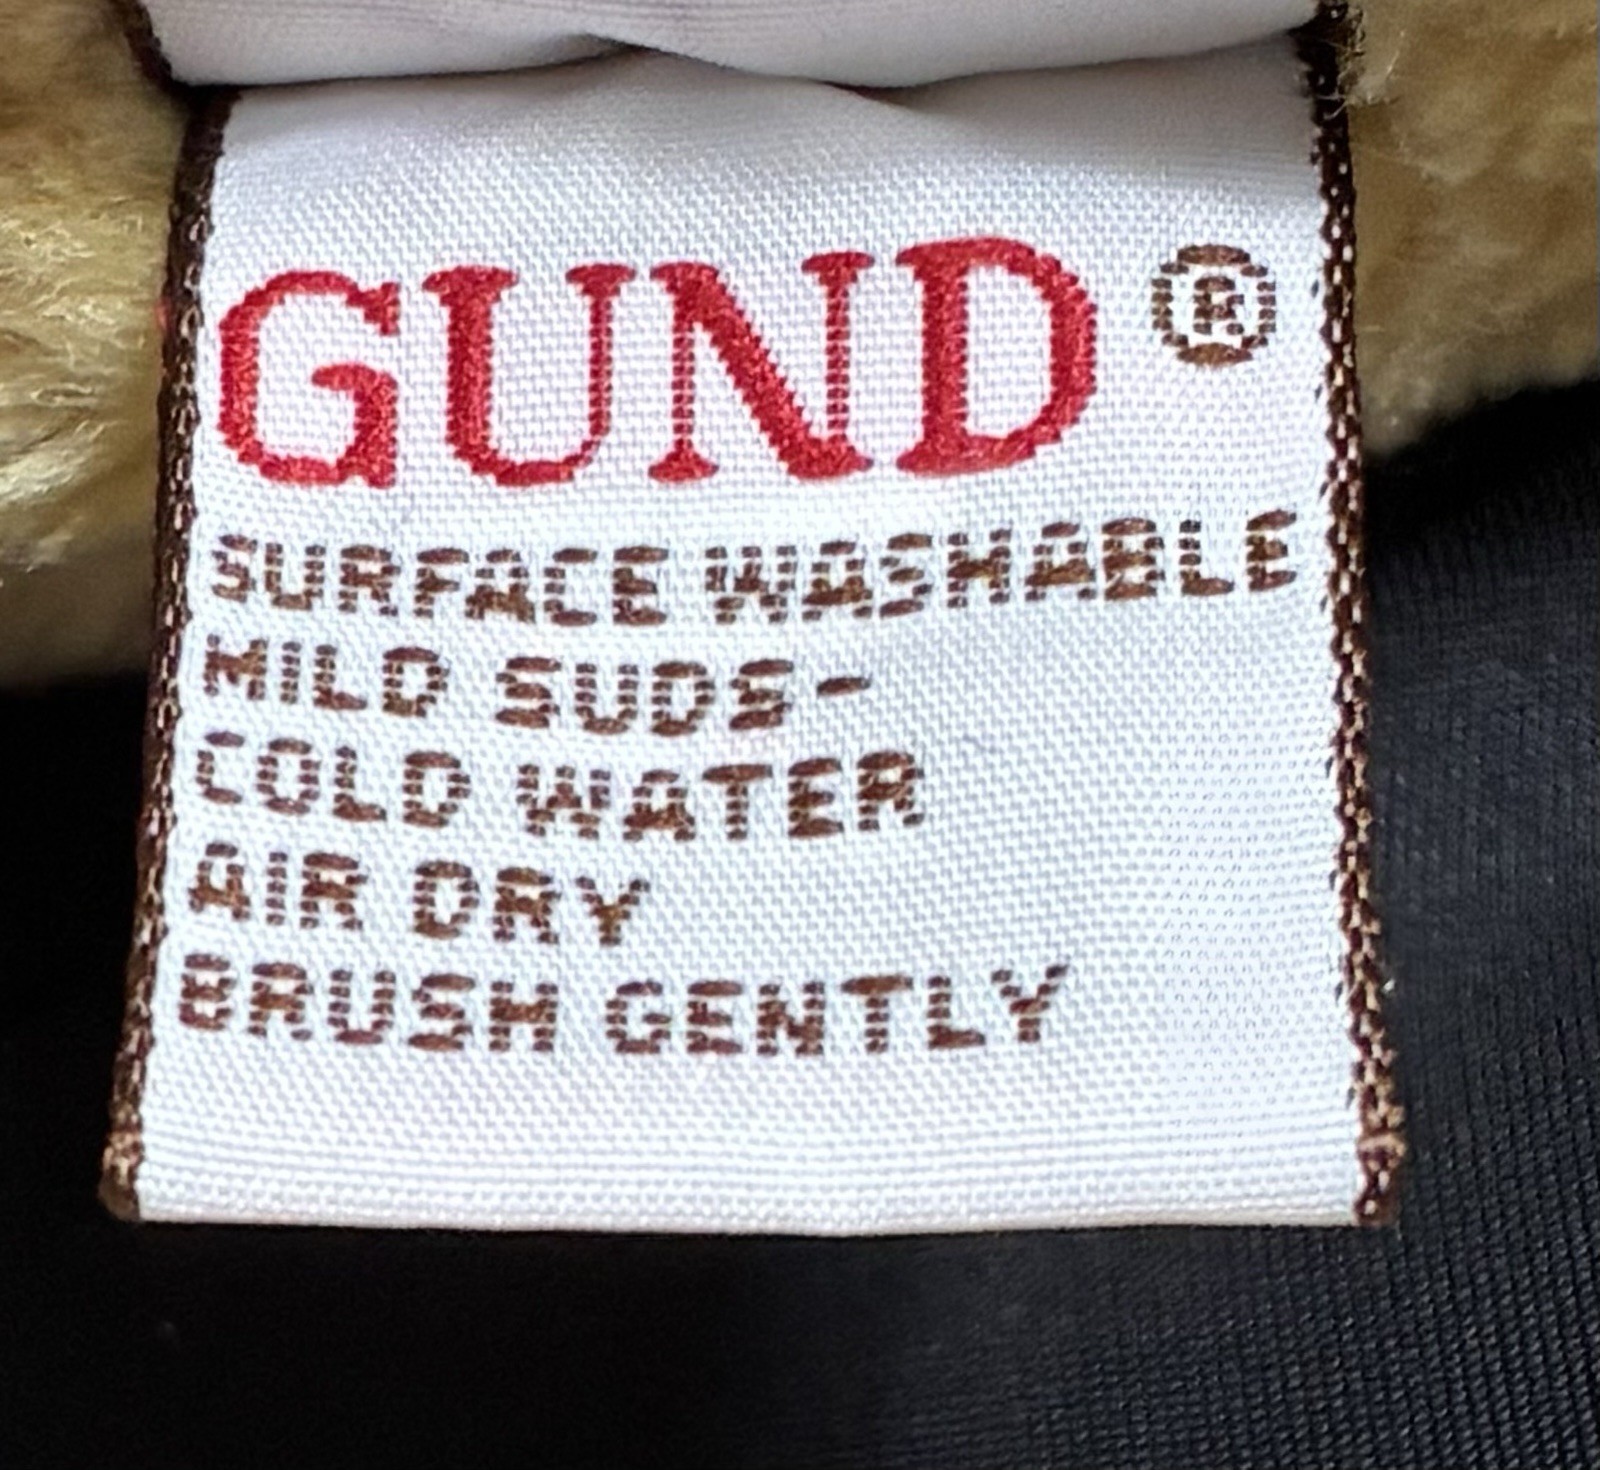 GUND ®
SURFACE WASHABLE
MILD SUDS-
COLD WATER
AIR DRY
BRUSH GENTLY